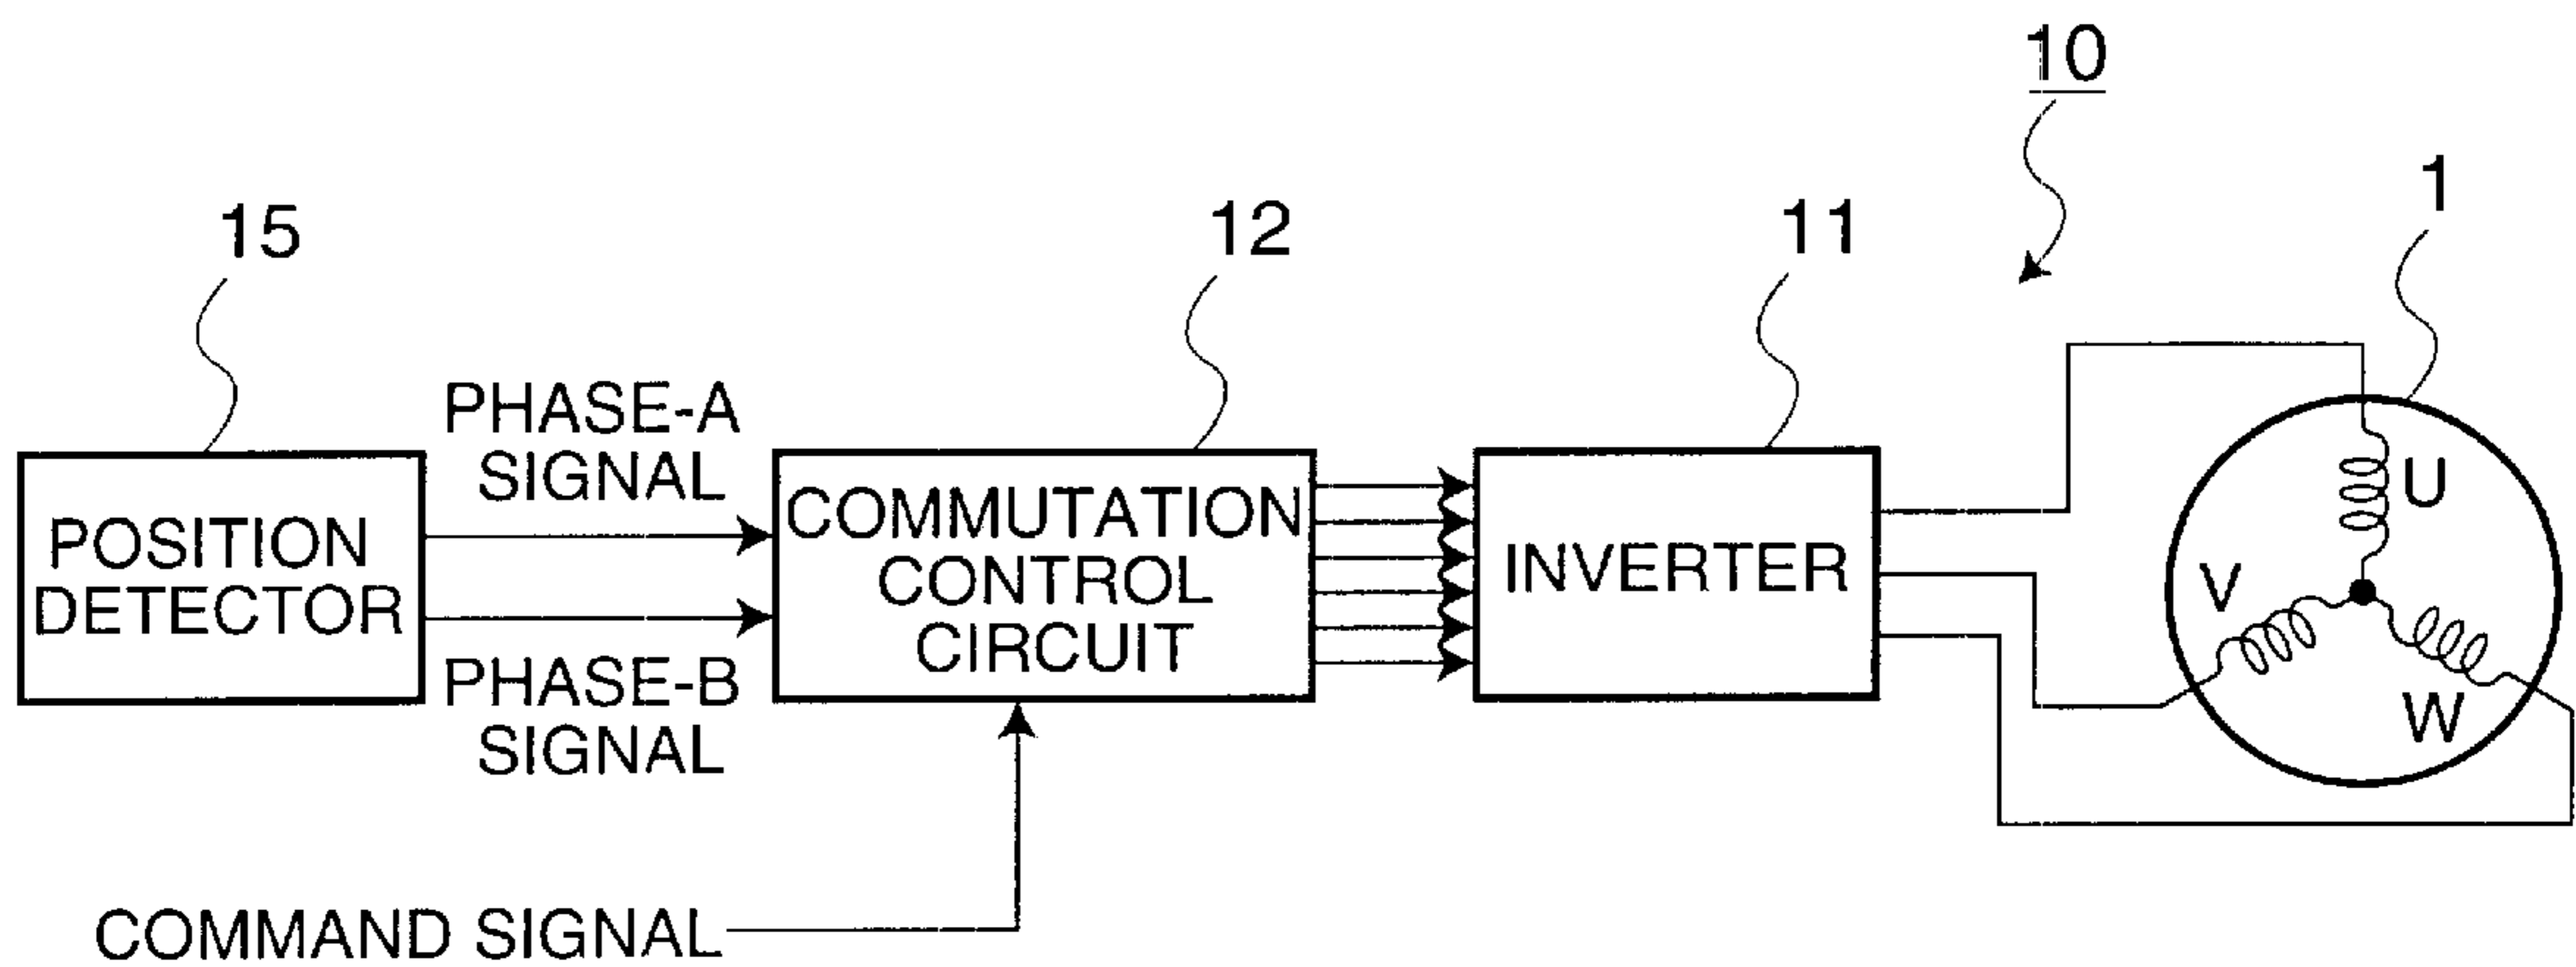 10
1
15
12
11
PHASE-A
SIGNAL
POSITION
DETECTOR
COMMUTATION
CONTROL
CIRCUIT
INVERTER
U
V
W
PHASE-B
SIGNAL
COMMAND SIGNAL